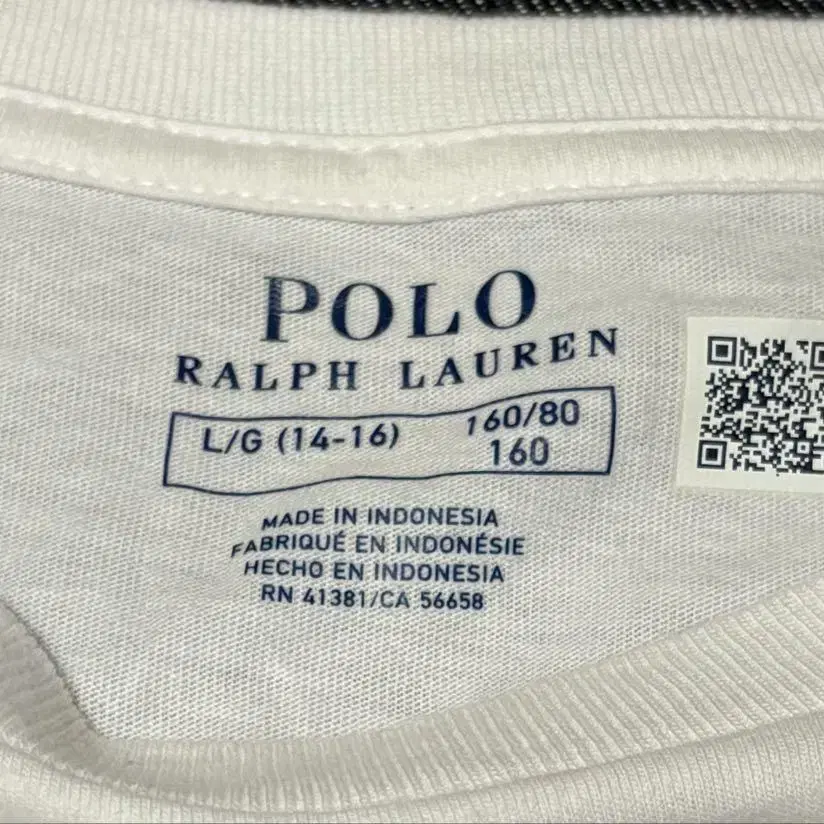 POLO
RALPH LAUREN
L/G (14-16) 160/80
160
MADE IN INDONESIA
FABRIQUÉ EN INDONÉSIE
HECHO EN INDONESIA
RN 41381/CA 56658